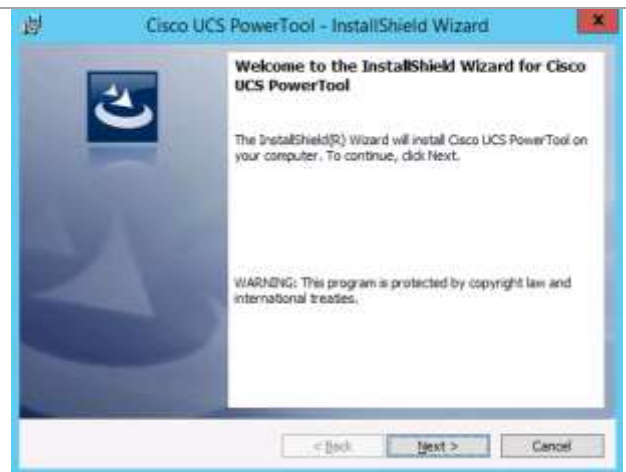 Cisco UCS PowerTool - InstallShield Wizard
x
Welcome to the InstallShield Wizard for Cisco
UCS PowerTool
The InstallShield(R) Wizard will install Cisco UCS PowerTool on
your computer. To continue, click Next.
WARNING: This program is protected by copyright law and
international treaties.
< Back
Next >
Cancel